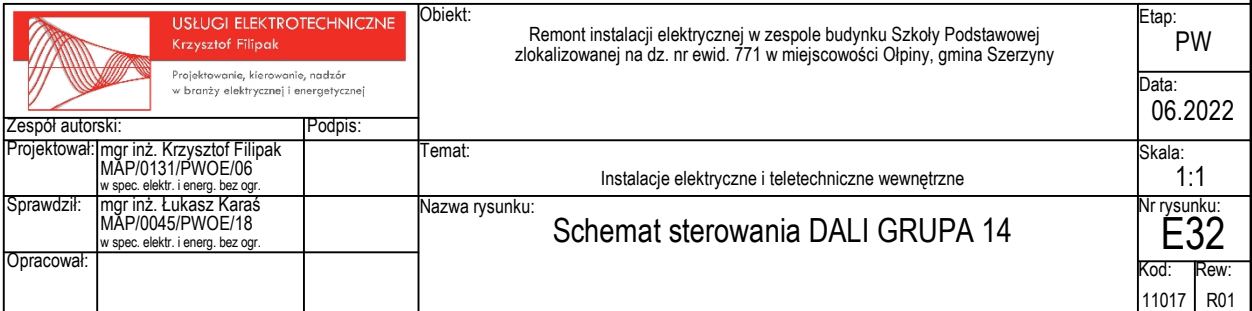 USŁUGI ELEKTROTECHNICZNE
Krzysztof Filipak
Projektowanie, kierowanie, nadzór
w branży elektrycznej i energetycznej
Zespół autorski:
Podpis:
Projektował:
mgr inż. Krzysztof Filipak
MAP/0131/PWOE/06
w spec. elektr. i energ. bez ogr.
Sprawdził:
mgr inż. Łukasz Karaś
MAP/0045/PWOE/18
w spec. elektr. i energ. bez ogr.
Opracował:
Obiekt:
Remont instalacji elektrycznej w zespole budynku Szkoły Podstawowej
zlokalizowanej na dz. nr ewid. 771 w miejscowości Ołpiny, gmina Szerzyny
Temat:
Instalacje elektryczne i teletechniczne wewnętrzne
Nazwa rysunku:
Schemat sterowania DALI GRUPA 14
Etap:
PW
Data:
06.2022
Skala:
1:1
Nr rysunku:
E32
Kod:
11017
Rew:
R01